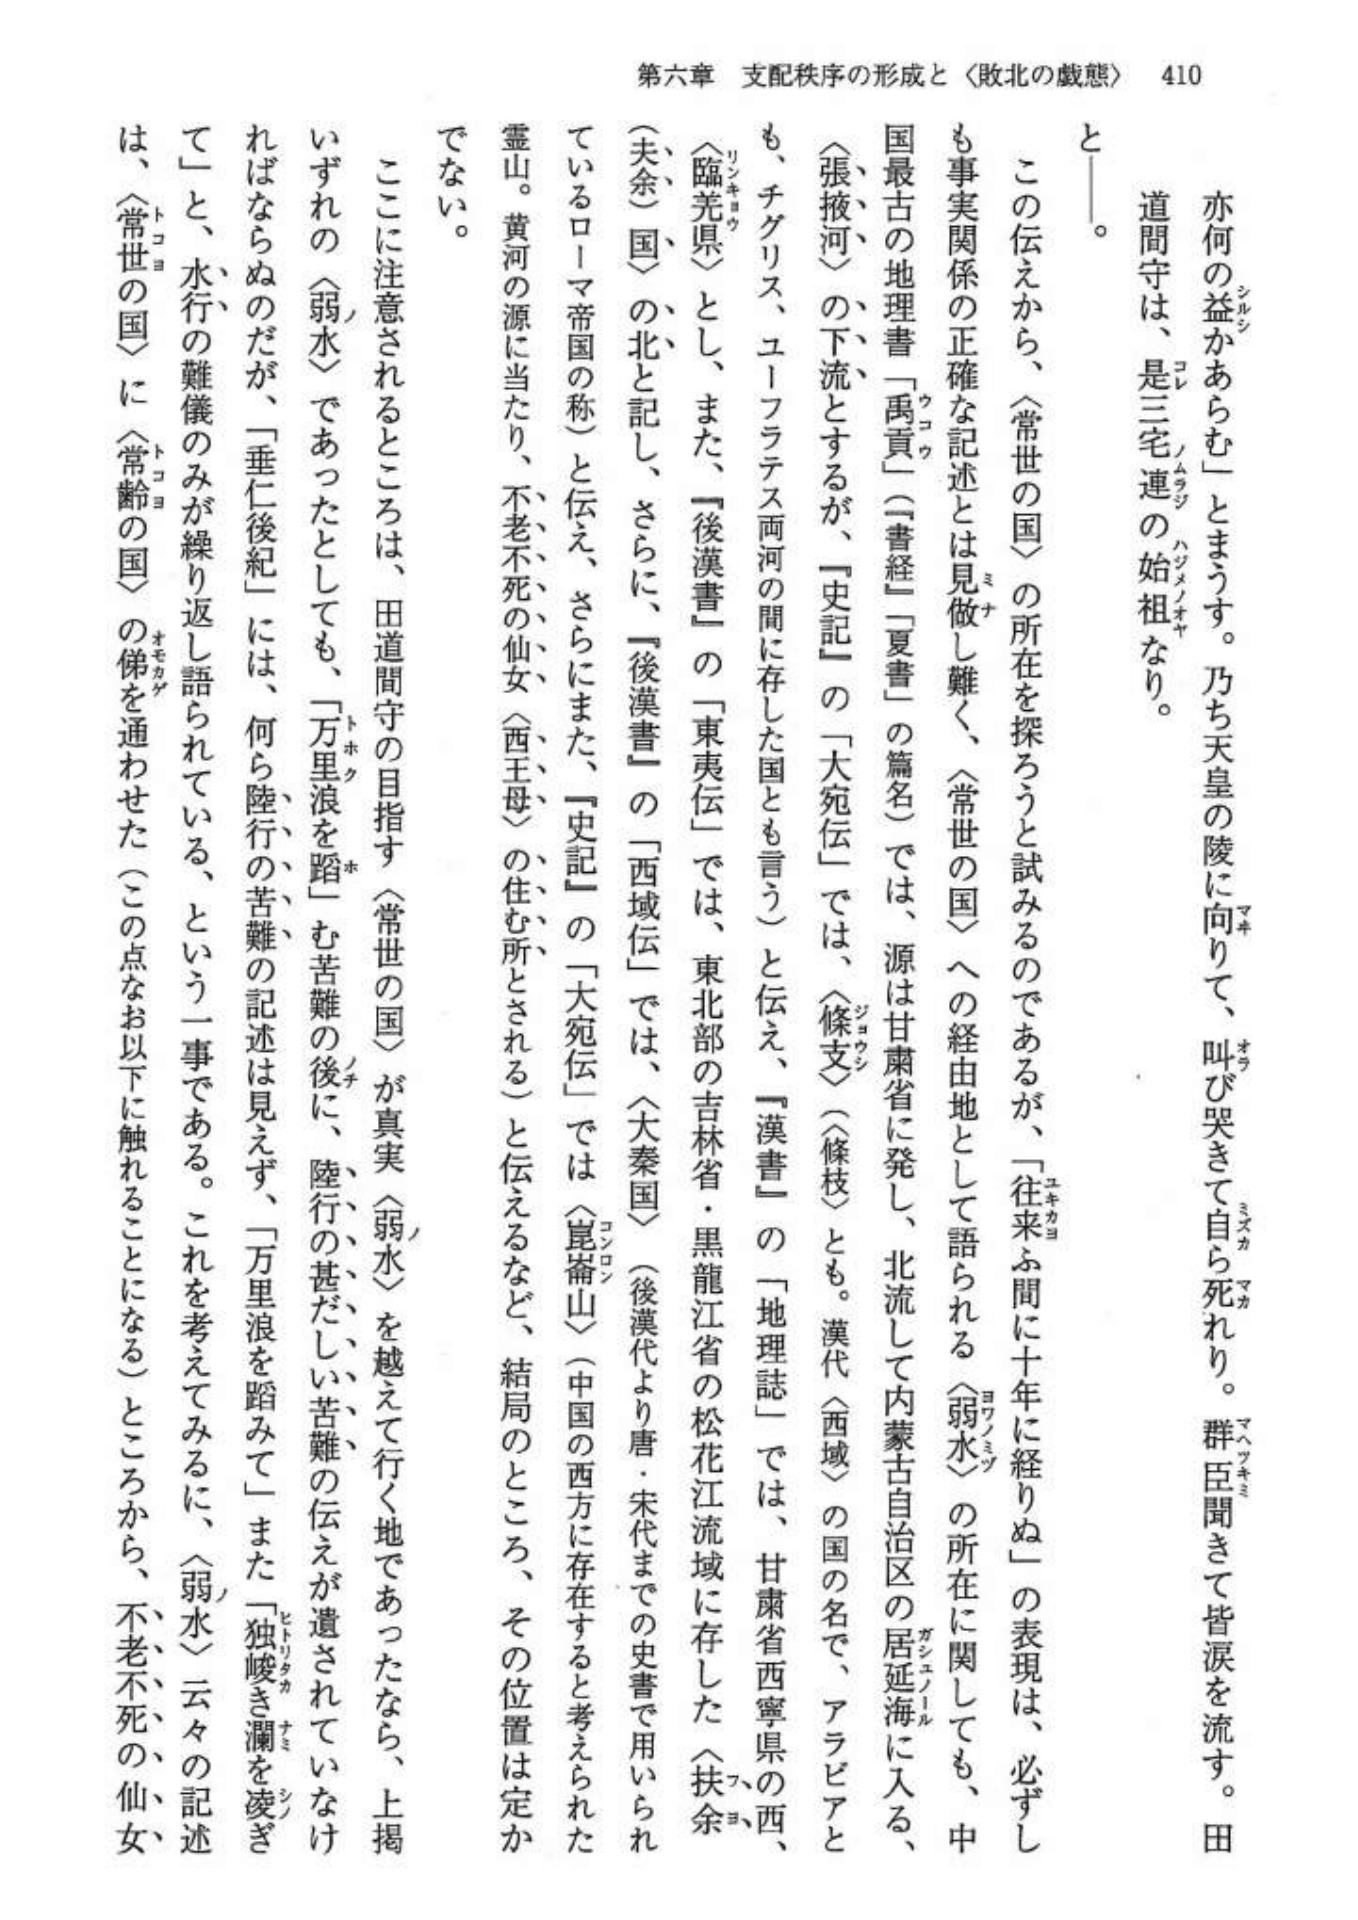 第六章　支配秩序の形成と〈敗北の戯態〉　410
亦何の益かあらむ」とまうす。乃ち天皇の陵に向りて、叫び哭きて自ら死れり。群臣聞きて皆涙を流す。田
道間守は、是三宅連の始祖なり。
と――。
この伝えから、〈常世の国〉の所在を探ろうと試みるのであるが、「往来ふ間に十年に経りぬ」の表現は、必ずし
も事実関係の正確な記述とは見做し難く、〈常世の国〉への経由地として語られる〈弱水〉の所在に関しても、中
国最古の地理書「禹貢」（『書経』「夏書」の篇名）では、源は甘粛省に発し、北流して内蒙古自治区の居延海に入る、
〈張掖河〉の下流とするが、『史記』の「大宛伝」では、〈條支〉（〈條枝〉とも。漢代〈西域〉の国の名で、アラビアと
も、チグリス、ユーフラテス両河の間に存した国とも言う）と伝え、『漢書』の「地理誌」では、甘粛省西寧県の西、
〈臨羌県〉とし、また、『後漢書』の「東夷伝」では、東北部の吉林省・黒龍江省の松花江流域に存した〈扶余
（夫余）国〉の北と記し、さらに、『後漢書』の「西域伝」では、〈大秦国〉（後漢代より唐・宋代までの史書で用いられ
ているローマ帝国の称）と伝え、さらにまた、『史記』の「大宛伝」では〈崑崙山〉（中国の西方に存在すると考えられた
霊山。黄河の源に当たり、不老不死の仙女〈西王母〉の住む所とされる）と伝えるなど、結局のところ、その位置は定か
でない。
ここに注意されるところは、田道間守の目指す〈常世の国〉が真実〈弱水〉を越えて行く地であったなら、上掲
いずれの〈弱水〉であったとしても、「万里浪を蹈」む苦難の後に、陸行の甚だしい苦難の伝えが遺されていなけ
ればならぬのだが、「垂仁後紀」には、何ら陸行の苦難の記述は見えず、「万里浪を蹈みて」また「独峻き瀾を凌ぎ
て」と、水行の難儀のみが繰り返し語られている、という一事である。これを考えてみるに、〈弱水〉云々の記述
は、〈常世の国〉に〈常齢の国〉の俤を通わせた（この点なお以下に触れることになる）ところから、不老不死の仙女